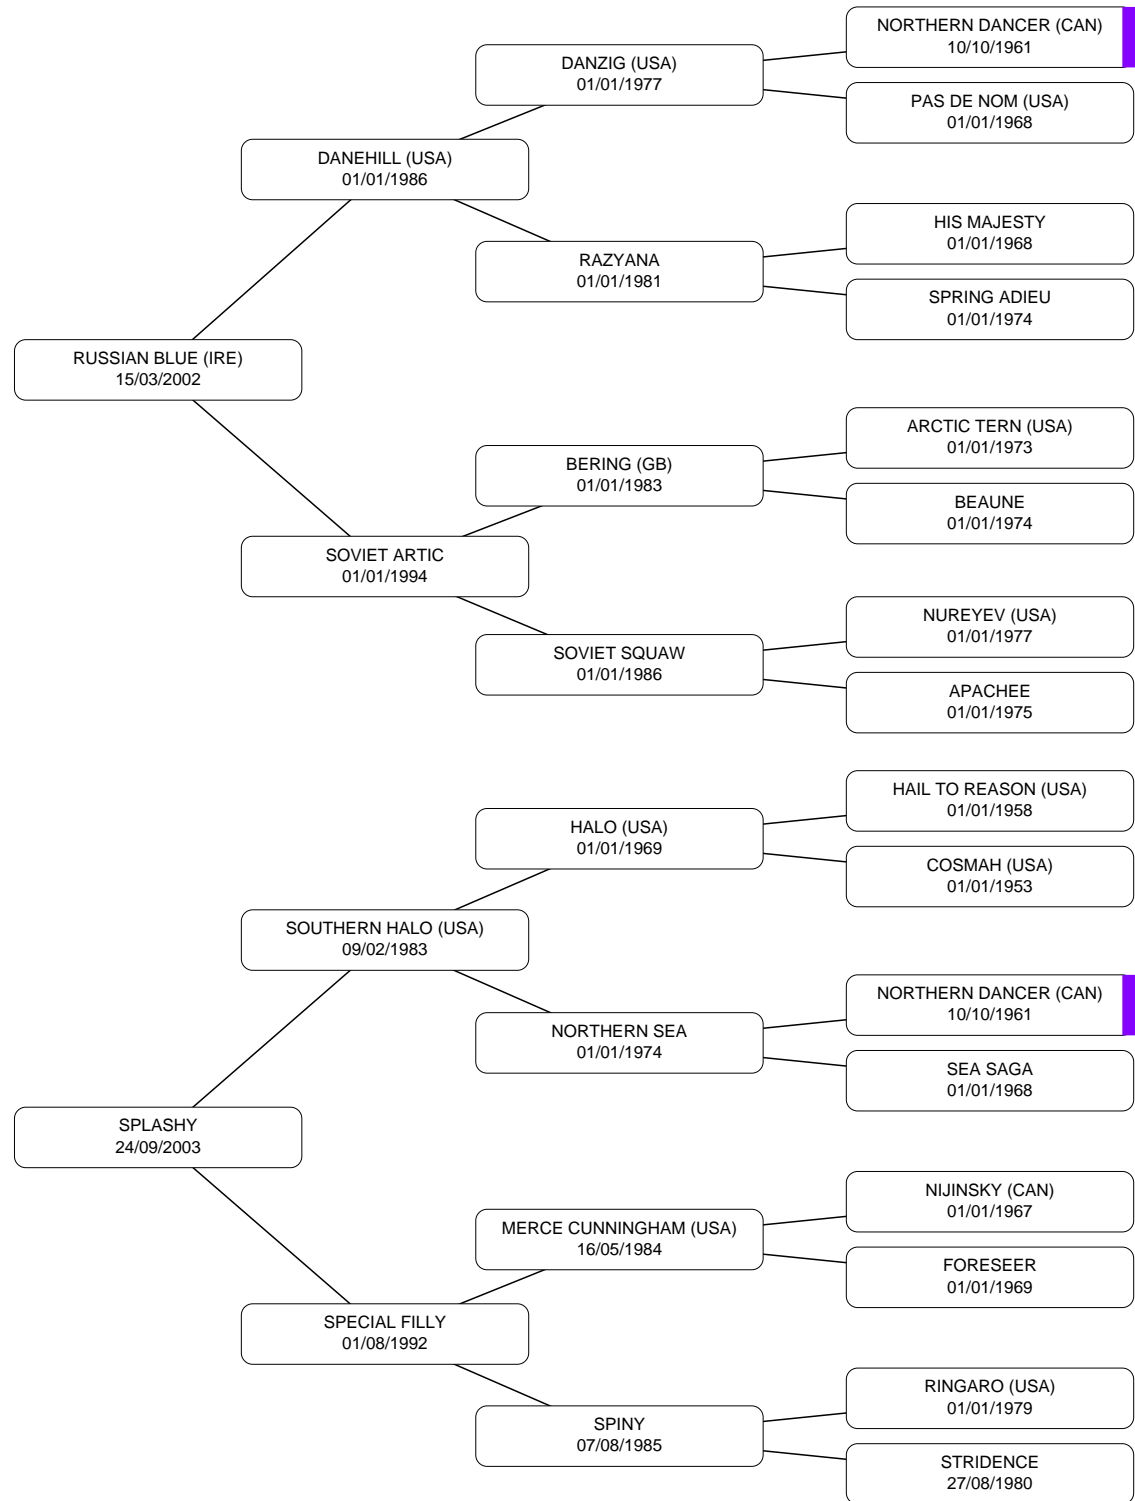 NORTHERN DANCER (CAN)
10/10/1961
DANZIG (USA)
01/01/1977
PAS DE NOM (USA)
01/01/1968
DANEHILL (USA)
01/01/1986
HIS MAJESTY
01/01/1968
RAZYANA
01/01/1981
SPRING ADIEU
01/01/1974
RUSSIAN BLUE (IRE)
15/03/2002
ARCTIC TERN (USA)
01/01/1973
BERING (GB)
01/01/1983
BEAUNE
01/01/1974
SOVIET ARTIC
01/01/1994
NUREYEV (USA)
01/01/1977
SOVIET SQUAW
01/01/1986
APACHEE
01/01/1975
HAIL TO REASON (USA)
01/01/1958
HALO (USA)
01/01/1969
COSMAH (USA)
01/01/1953
SOUTHERN HALO (USA)
09/02/1983
NORTHERN DANCER (CAN)
10/10/1961
NORTHERN SEA
01/01/1974
SEA SAGA
01/01/1968
SPLASHY
24/09/2003
NIJINSKY (CAN)
01/01/1967
MERCE CUNNINGHAM (USA)
16/05/1984
FORESEER
01/01/1969
SPECIAL FILLY
01/08/1992
RINGARO (USA)
01/01/1979
SPINY
07/08/1985
STRIDENCE
27/08/1980